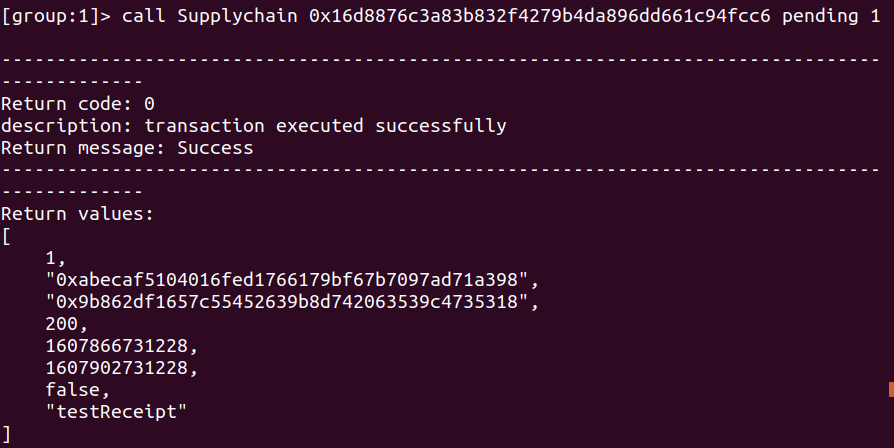 [group:1]> call Supplychain 0x16d8876c3a83b832f4279b4da896dd661c94fcc6 pending 1
--------------------------------------------------------------------------------
-------------
Return code: 0
description: transaction executed successfully
Return message: Success
--------------------------------------------------------------------------------
-------------
Return values:
[
    1,
    "0xabecaf5104016fed1766179bf67b7097ad71a398",
    "0x9b862df1657c55452639b8d742063539c4735318",
    200,
    1607866731228,
    1607902731228,
    false,
    "testReceipt"
]